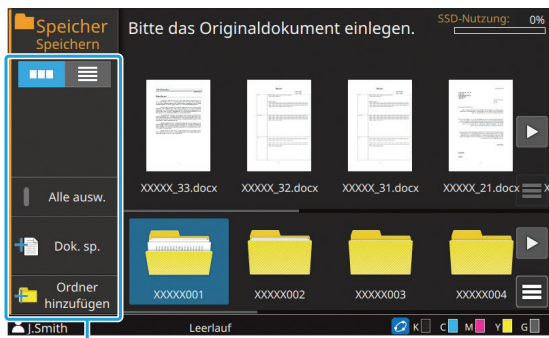 Speicher
Speichern
Bitte das Originaldokument einlegen.
SSD-Nutzung: 0%
XXXXX_33.docx
XXXXX_32.docx
XXXXX_31.docx
XXXXX_21.docx
X
Alle ausw.
Dok. sp.
Ordner
hinzufügen
XXXXX001
XXXXX002
XXXXX003
XXXXX004
J.Smith
Leerlauf
K C M Y G